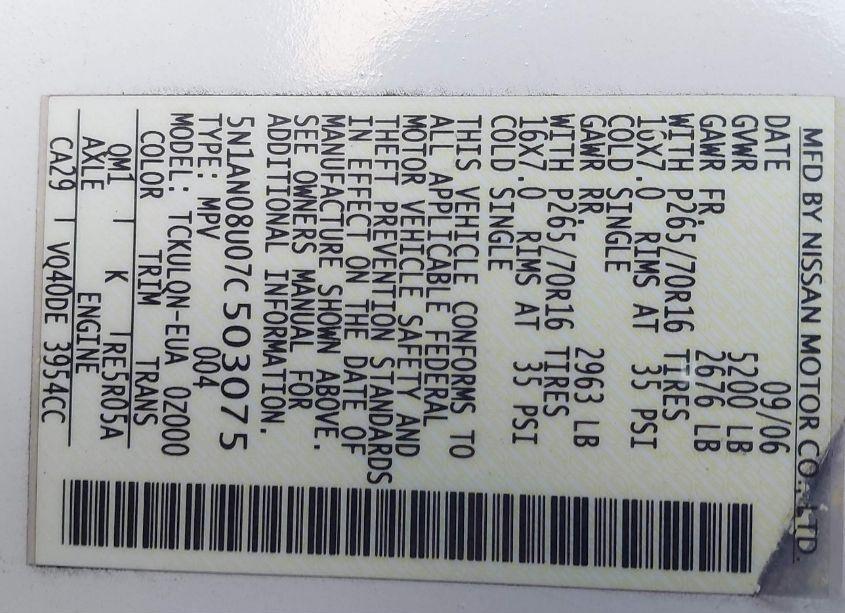 MFD BY NISSAN MOTOR CO., LTD.
DATE 09/06
GVWR 5200 LB
GAWR FR. 2676 LB
WITH P265/70R16 TIRES
16X7.0 RIMS AT 35 PSI
COLD SINGLE
GAWR RR. 2963 LB
WITH P265/70R16 TIRES
16X7.0 RIMS AT 35 PSI
COLD SINGLE
THIS VEHICLE CONFORMS TO
ALL APPLICABLE FEDERAL
MOTOR VEHICLE SAFETY AND
THEFT PREVENTION STANDARDS
IN EFFECT ON THE DATE OF
MANUFACTURE SHOWN ABOVE.
SEE OWNERS MANUAL FOR
ADDITIONAL INFORMATION.
5N1AN08U07C503075
TYPE: MPV 004
MODEL: TCKULQN-EUA 0Z000
COLOR TRIM TRANS
QM1 K RE5R05A
AXLE ENGINE
CA29 VQ40DE 3954CC